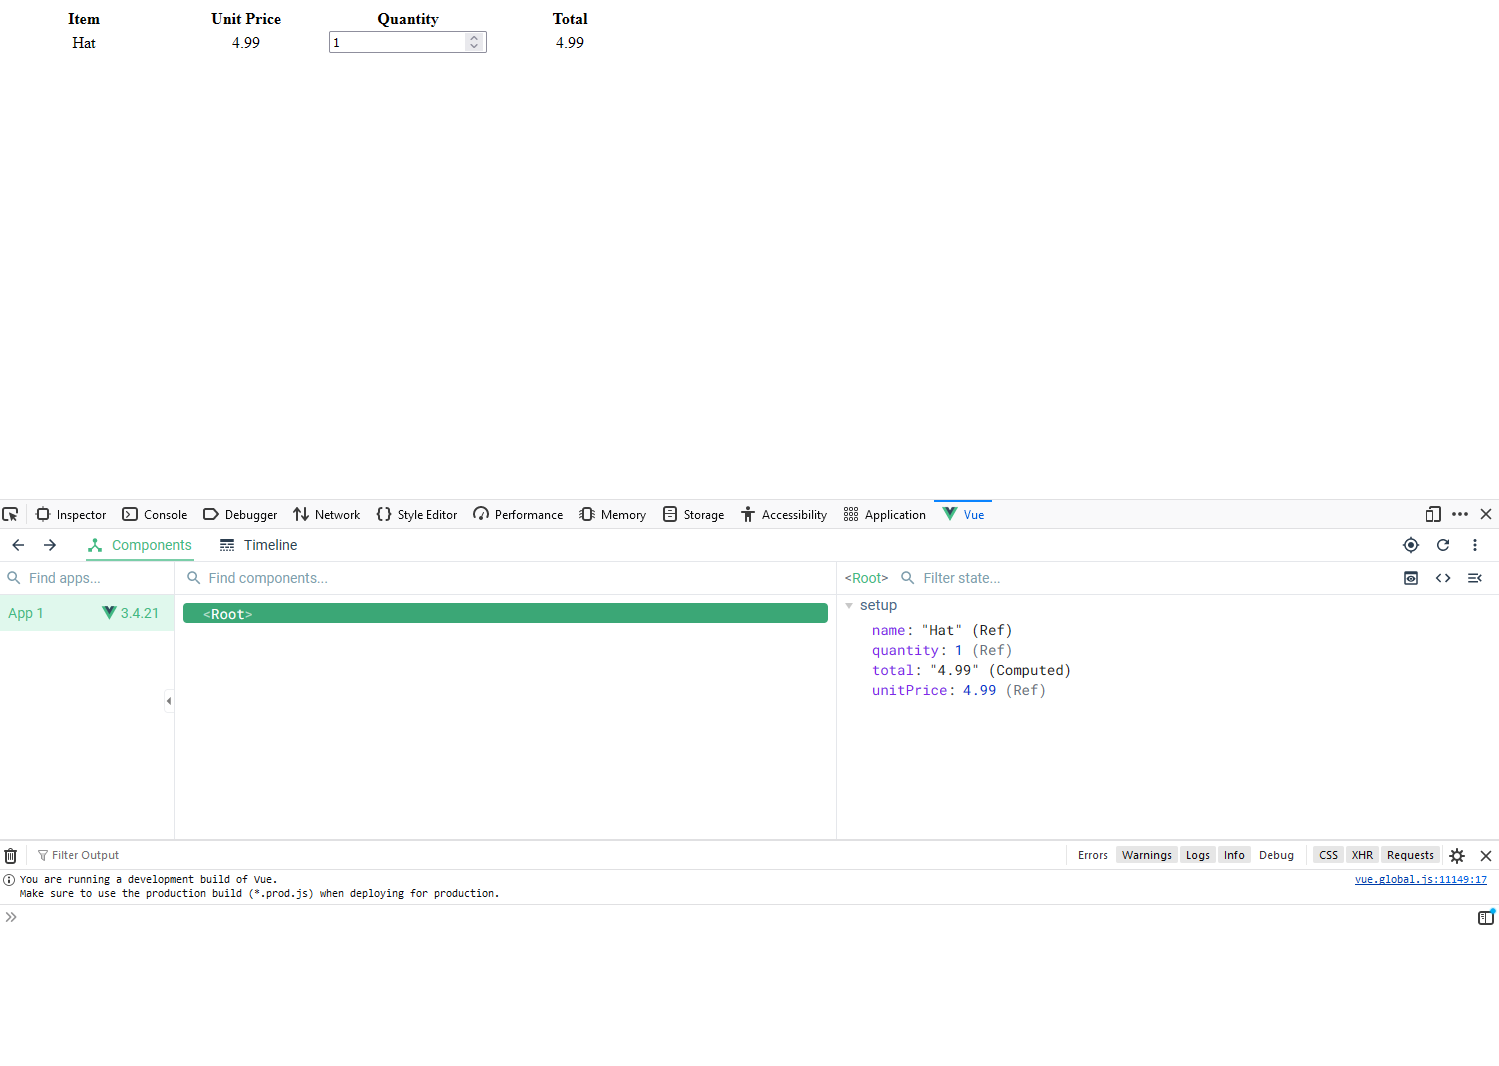 Item Unit Price Quantity Total
Hat 4.99 1 4.99
Inspector Console Debugger Network Style Editor Performance Memory Storage Accessibility Application Vue
Components Timeline
Find apps... Find components... <Root> Filter state...
App 1 3.4.21 <Root> setup
name: "Hat" (Ref)
quantity: 1 (Ref)
total: "4.99" (Computed)
unitPrice: 4.99 (Ref)
Filter Output Errors Warnings Logs Info Debug CSS XHR Requests
You are running a development build of Vue. vue.global.js:11149:17
Make sure to use the production build (*.prod.js) when deploying for production.